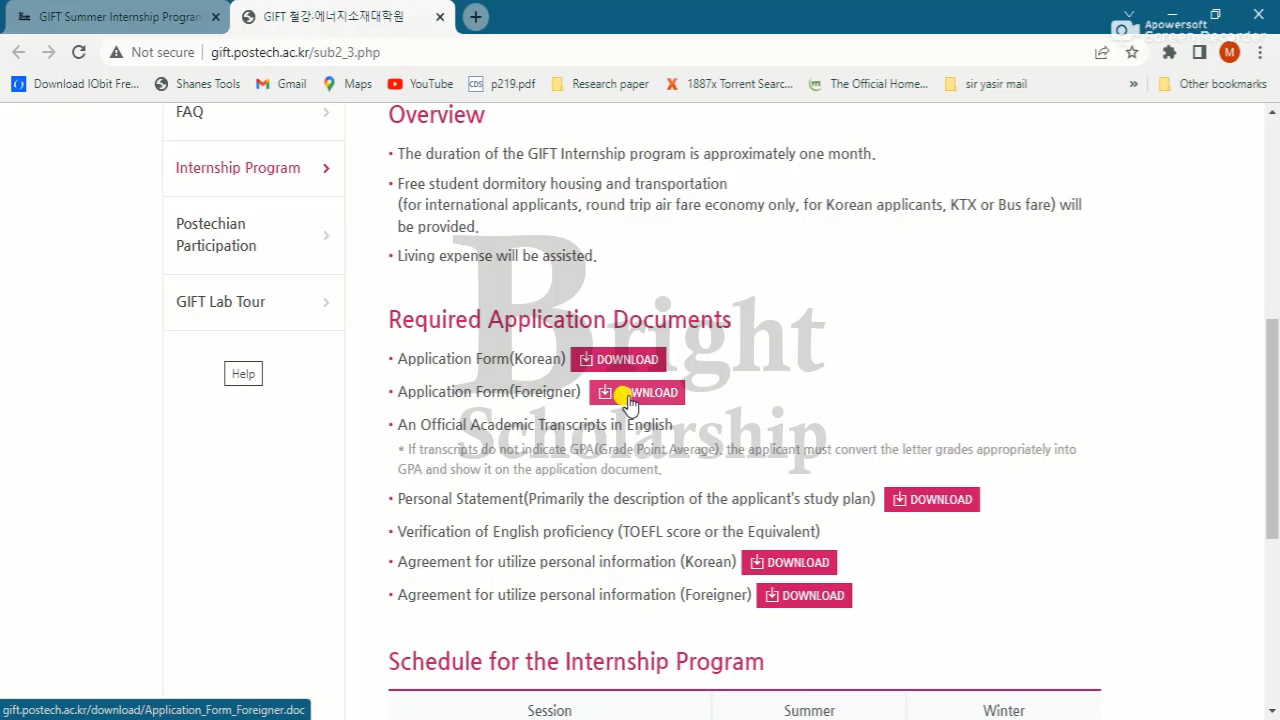 GIFT Summer Internship Program
GIFT 철강·에너지소재대학원
Apowersoft
Screen Recorder
Not secure
gift.postech.ac.kr/sub2_3.php
M
Download IObit Fre...
Shanes Tools
Gmail
Maps
YouTube
CDS
p219.pdf
Research paper
1887x Torrent Searc...
The Official Home...
sir yasir mail
»
Other bookmarks
FAQ
Internship Program
Postechian
Participation
GIFT Lab Tour
Help
Overview
• The duration of the GIFT Internship program is approximately one month.
• Free student dormitory housing and transportation
(for international applicants, round trip air fare economy only, for Korean applicants, KTX or Bus fare) will
be provided.
• Living expense will be assisted.
Bright
Scholarship
Required Application Documents
• Application Form(Korean) DOWNLOAD
• Application Form(Foreigner) DOWNLOAD
• An Official Academic Transcripts in English
* If transcripts do not indicate GPA(Grade Point Average), the applicant must convert the letter grades appropriately into
GPA and show it on the application document.
• Personal Statement(Primarily the description of the applicant's study plan) DOWNLOAD
• Verification of English proficiency (TOEFL score or the Equivalent)
• Agreement for utilize personal information (Korean) DOWNLOAD
• Agreement for utilize personal information (Foreigner) DOWNLOAD
Schedule for the Internship Program
Session Summer Winter
gift.postech.ac.kr/download/Application_Form_Foreigner.doc